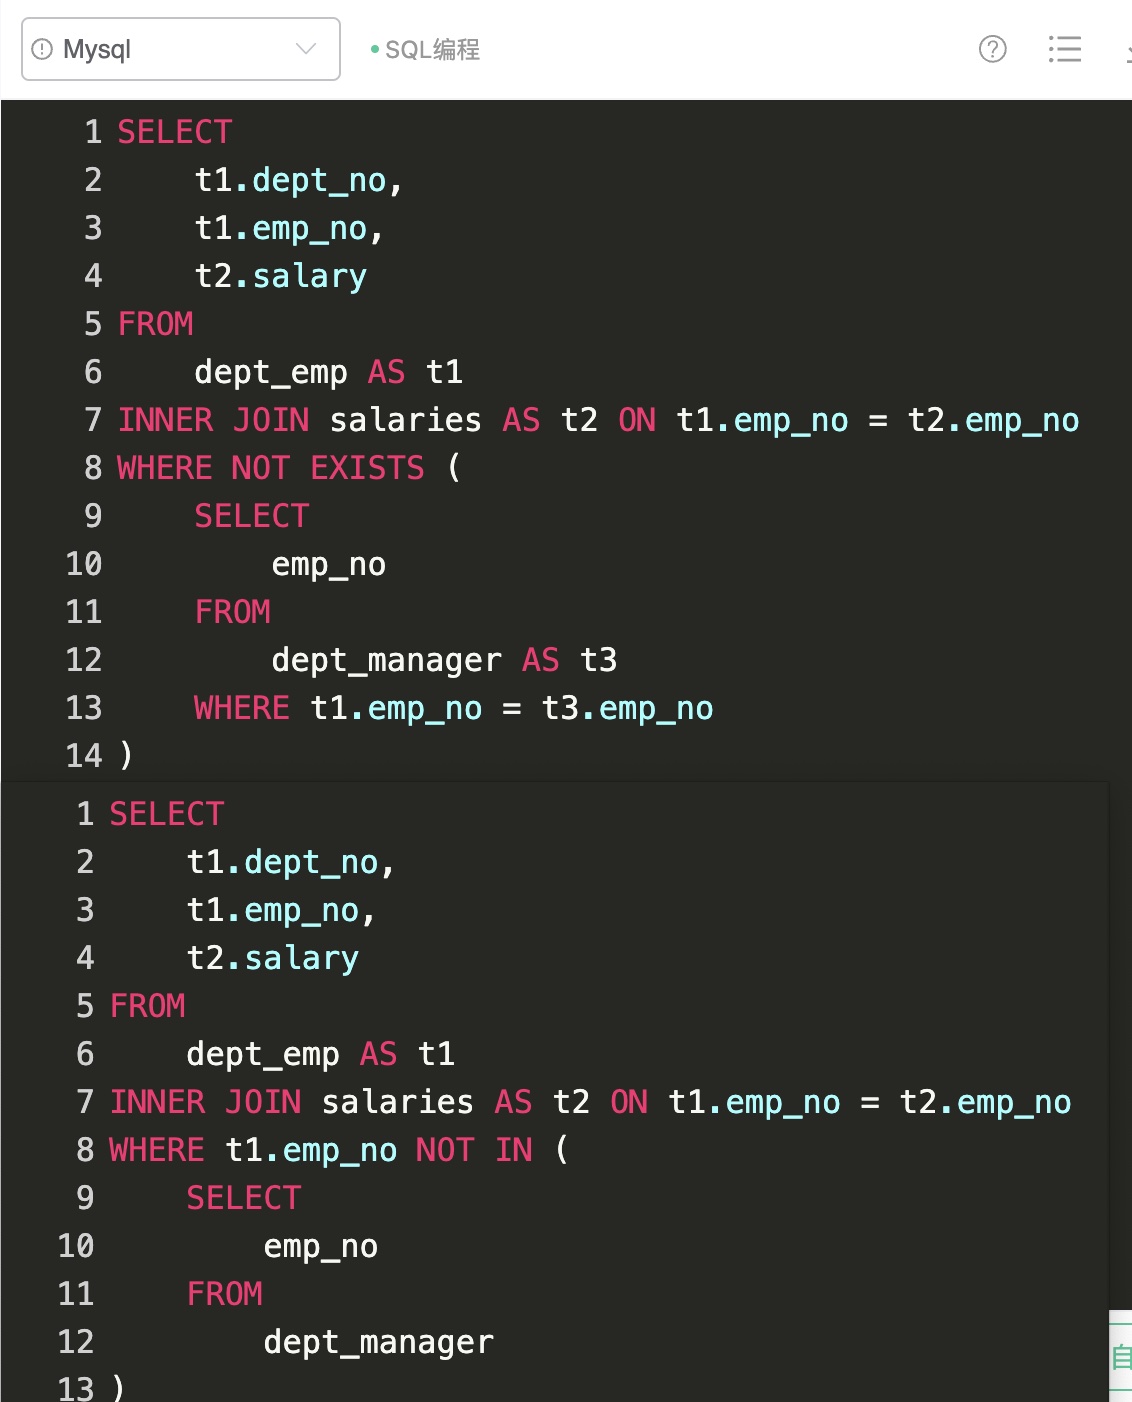 Mysql
SQL编程
1 SELECT
2     t1.dept_no,
3     t1.emp_no,
4     t2.salary
5 FROM
6     dept_emp AS t1
7 INNER JOIN salaries AS t2 ON t1.emp_no = t2.emp_no
8 WHERE NOT EXISTS (
9     SELECT
10         emp_no
11     FROM
12         dept_manager AS t3
13     WHERE t1.emp_no = t3.emp_no
14 )
1 SELECT
2     t1.dept_no,
3     t1.emp_no,
4     t2.salary
5 FROM
6     dept_emp AS t1
7 INNER JOIN salaries AS t2 ON t1.emp_no = t2.emp_no
8 WHERE t1.emp_no NOT IN (
9     SELECT
10         emp_no
11     FROM
12         dept_manager
自
13 )